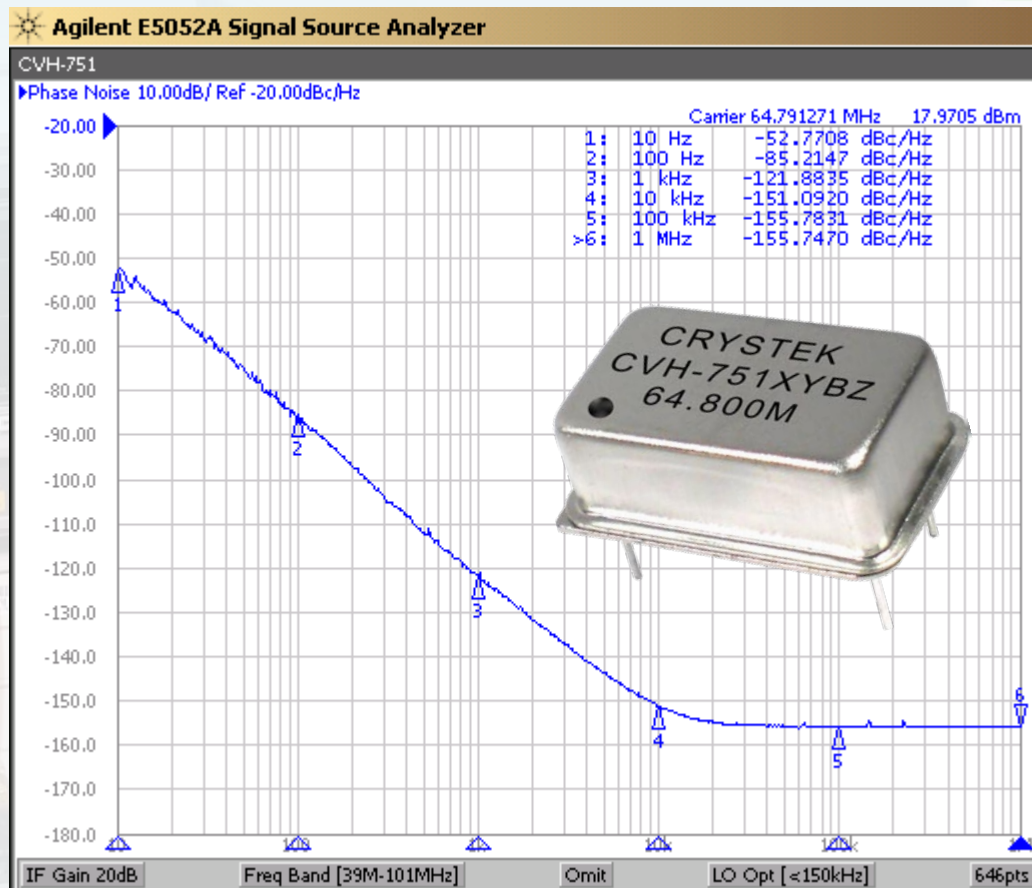 Agilent E5052A Signal Source Analyzer
CVH-751
Phase Noise 10.00dB/ Ref -20.00dBc/Hz
Carrier 64.791271 MHz 17.9705 dBm
1: 10 Hz -52.7708 dBc/Hz
2: 100 Hz -85.2147 dBc/Hz
3: 1 kHz -121.8835 dBc/Hz
4: 10 kHz -151.0920 dBc/Hz
5: 100 kHz -155.7831 dBc/Hz
>6: 1 MHz -155.7470 dBc/Hz
-20.00
-30.00
-40.00
-50.00
-60.00
-70.00
-80.00
-90.00
-100.0
-110.0
-120.0
-130.0
-140.0
-150.0
-160.0
-170.0
-180.0
1
2
3
4
5
6
CRYSTEK
CVH-751XYBZ
64.800M
IF Gain 20dB Freq Band [39M-101MHz] Omit LO Opt [<150kHz] 646pts